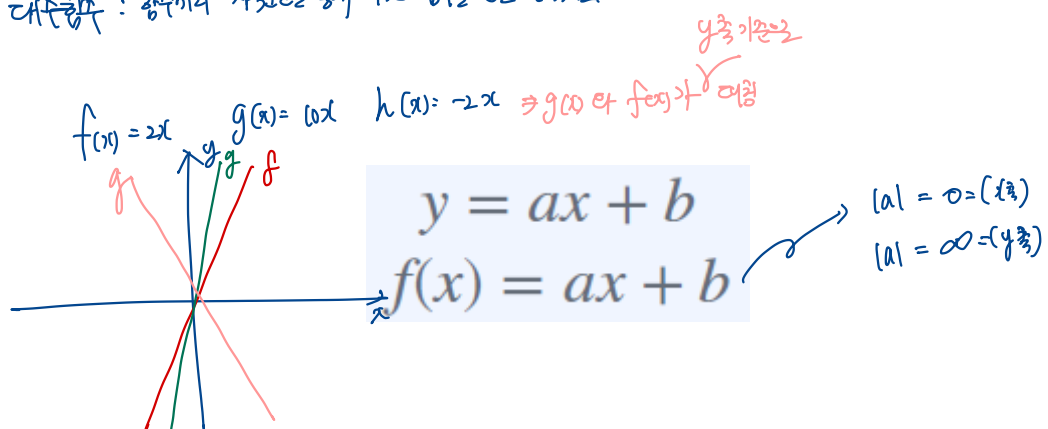 대수함수 :
y축 기준으로
f(x) = 2x g(x) = 10x h(x) = -2x ⇒ g(x) 와 f(x)가 대칭
g y g f
y = ax + b
|a| = 0 = (x축)
|a| = ∞ = (y축)
f(x) = ax + b
x